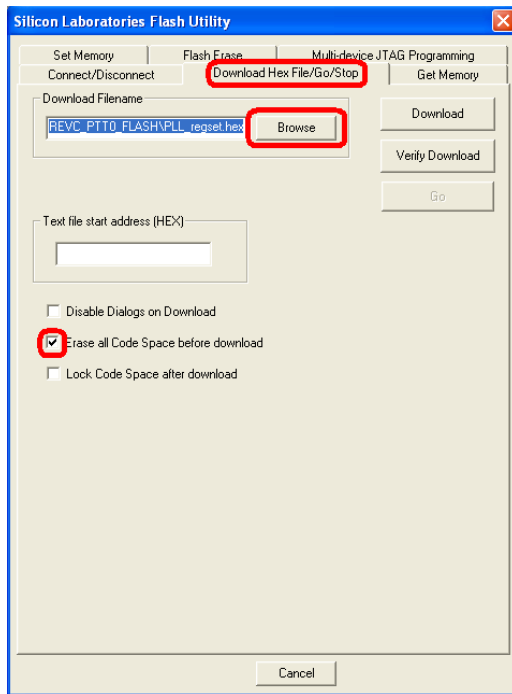 Silicon Laboratories Flash Utility
Set Memory
Flash Erase
Multi-device JTAG Programming
Connect/Disconnect
Download Hex File/Go/Stop
Get Memory
Download Filename
REVC_PTT0_FLASH\PLL_regset.hex
Browse
Download
Verify Download
Go
Text file start address (HEX)
Disable Dialogs on Download
Erase all Code Space before download
Lock Code Space after download
Cancel